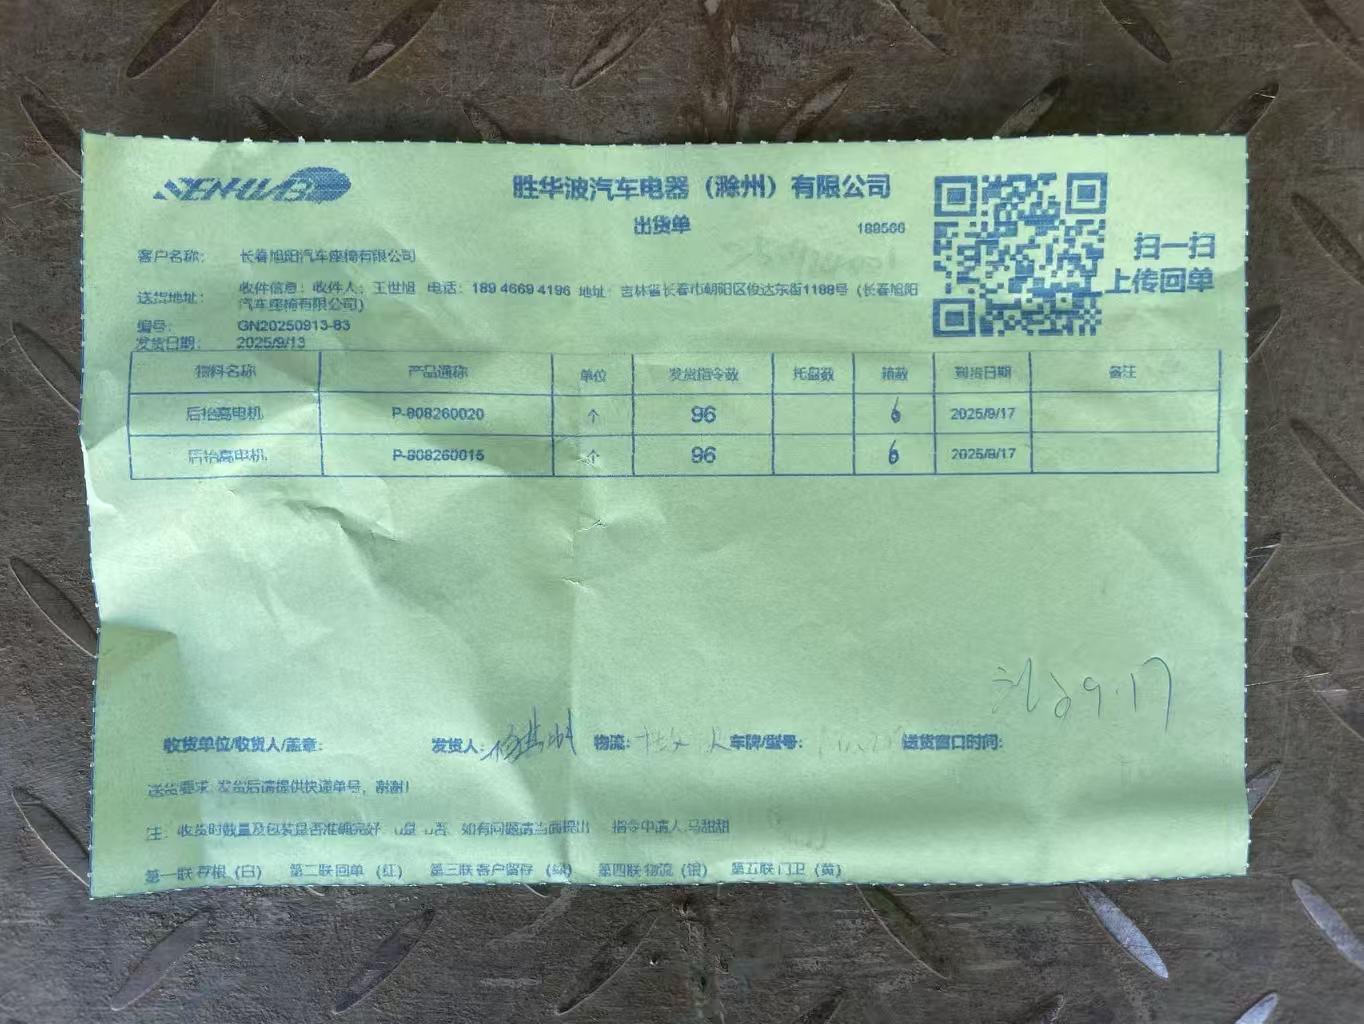 SENWAB
胜华波汽车电器（滁州）有限公司
出货单
189566
扫一扫
上传回单
客户名称： 长春旭阳汽车座椅有限公司
送货地址： 收件信息：收件人：王世旭 电话：189 4669 4196 地址：吉林省长春市朝阳区俊达东街1188号（长春旭阳
汽车座椅有限公司）
编号： GN20250913-83
发货日期： 2025/9/13
物料名称 产品通称 单位 发货指令数 托盘数 箱数 到货日期 备注
后抬高电机 P-808260020 个 96 6 2025/9/17
后抬高电机 P-808260015 个 96 6 2025/9/17
9.17
收货单位/收货人/盖章： 发货人： 物流： 车牌/型号： 送货窗口时间：
送货要求：发货后请提供快递单号，谢谢！
注： 收货时数量及包装是否准确完好 如有问题请当面提出 指令申请人:马甜甜
第一联 存根（白） 第二联 回单（红） 第三联 客户留存（绿） 第四联 物流（银） 第五联 门卫（黄）